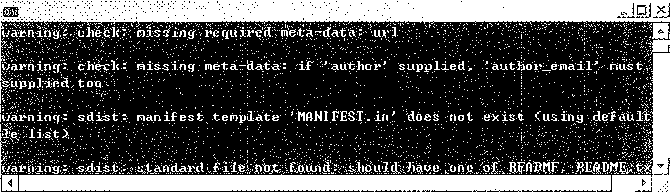 warning: check: missing required meta-data: url
warning: check: missing meta-data: if 'author' supplied, 'author_email' must
supplied too
warning: sdist: manifest template 'MANIFEST.in' does not exist (using default
le list)
warning: sdist: standard file not found: should have one of README, README.tx